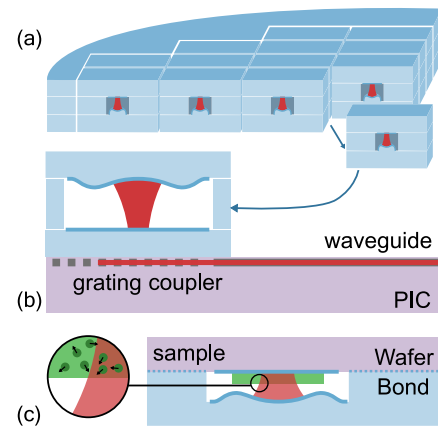 (a)
waveguide
grating coupler
(b)
PIC
sample
Wafer
Bond
(c)